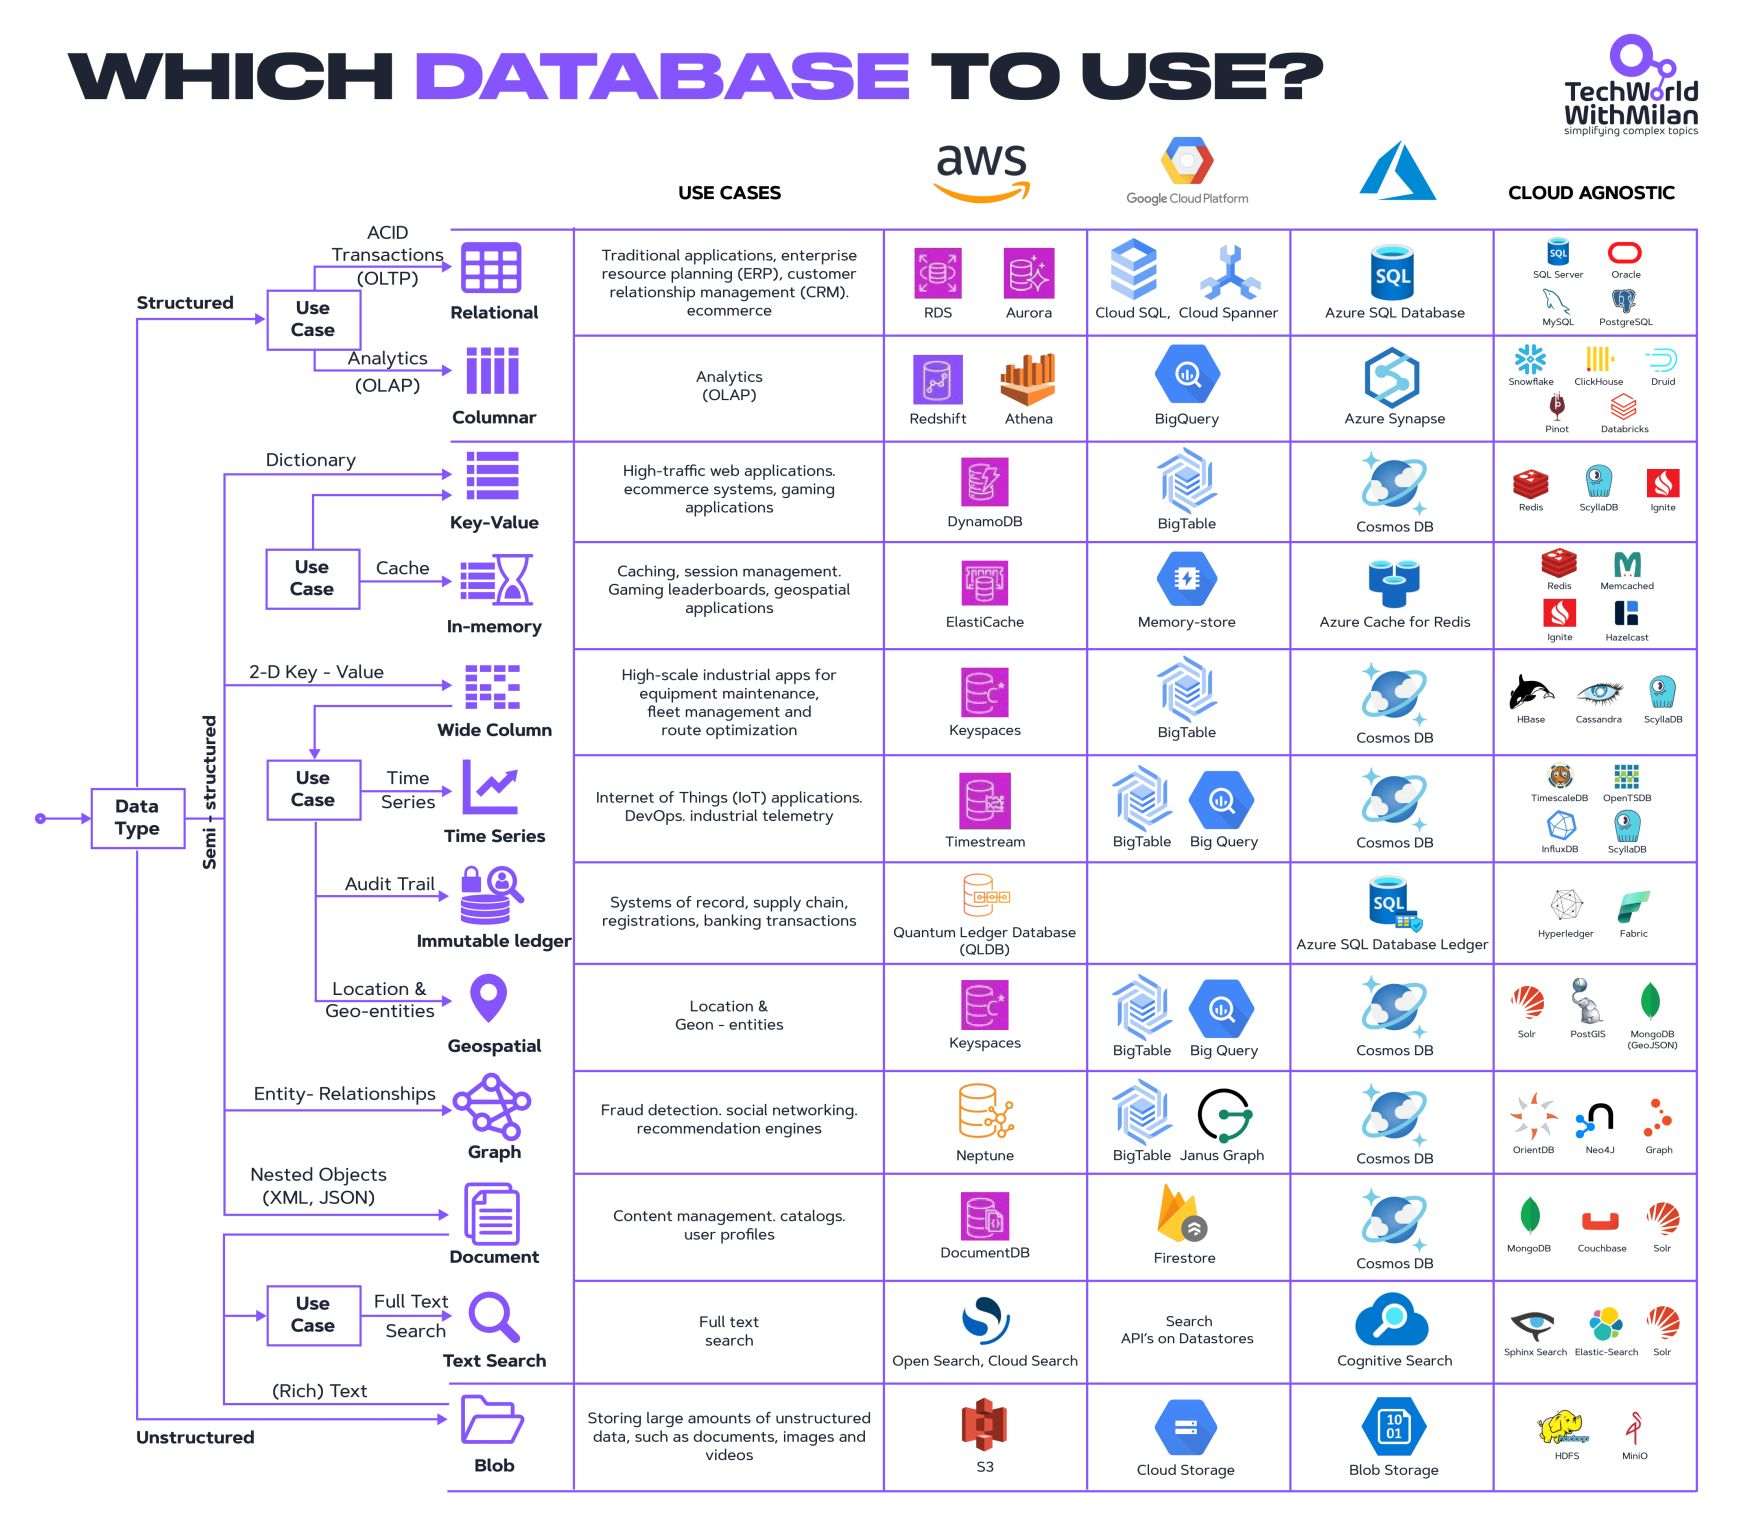 WHICH DATABASE TO USE?
TechWorld
WithMilan
simplifying complex topics
USE CASES
aws
Google Cloud Platform
CLOUD AGNOSTIC
Data
Type
Structured
Semi - structured
Unstructured
Use
Case
ACID
Transactions
(OLTP)
Relational
Traditional applications, enterprise
resource planning (ERP), customer
relationship management (CRM).
ecommerce
RDS
Aurora
Cloud SQL, Cloud Spanner
SQL
Azure SQL Database
SQL
SQL Server
Oracle
MySQL
PostgreSQL
Analytics
(OLAP)
Columnar
Analytics
(OLAP)
Redshift
Athena
BigQuery
Azure Synapse
Snowflake
ClickHouse
Druid
Pinot
Databricks
Dictionary
Key-Value
High-traffic web applications.
ecommerce systems, gaming
applications
DynamoDB
BigTable
Cosmos DB
Redis
ScyllaDB
Ignite
Use
Case
Cache
In-memory
Caching, session management.
Gaming leaderboards, geospatial
applications
ElastiCache
Memory-store
Azure Cache for Redis
Redis
Memcached
Ignite
Hazelcast
2-D Key - Value
Wide Column
High-scale industrial apps for
equipment maintenance,
fleet management and
route optimization
Keyspaces
BigTable
Cosmos DB
HBase
Cassandra
ScyllaDB
Use
Case
Time
Series
Time Series
Internet of Things (IoT) applications.
DevOps. industrial telemetry
Timestream
BigTable
Big Query
Cosmos DB
TimescaleDB
OpenTSDB
InfluxDB
ScyllaDB
Audit Trail
Immutable ledger
Systems of record, supply chain,
registrations, banking transactions
Quantum Ledger Database
(QLDB)
SQL
Azure SQL Database Ledger
Hyperledger
Fabric
Location &
Geo-entities
Geospatial
Location &
Geon - entities
Keyspaces
BigTable
Big Query
Cosmos DB
Solr
PostGIS
MongoDB
(GeoJSON)
Entity- Relationships
Graph
Fraud detection. social networking.
recommendation engines
Neptune
BigTable
Janus Graph
Cosmos DB
OrientDB
Neo4J
Graph
Nested Objects
(XML, JSON)
Document
Content management. catalogs.
user profiles
DocumentDB
Firestore
Cosmos DB
MongoDB
Couchbase
Solr
Use
Case
Full Text
Search
Text Search
Full text
search
Open Search, Cloud Search
Search
API's on Datastores
Cognitive Search
Sphinx Search
Elastic-Search
Solr
(Rich) Text
Blob
Storing large amounts of unstructured
data, such as documents, images and
videos
S3
Cloud Storage
10
01
Blob Storage
hadoop
HDFS
MiniO